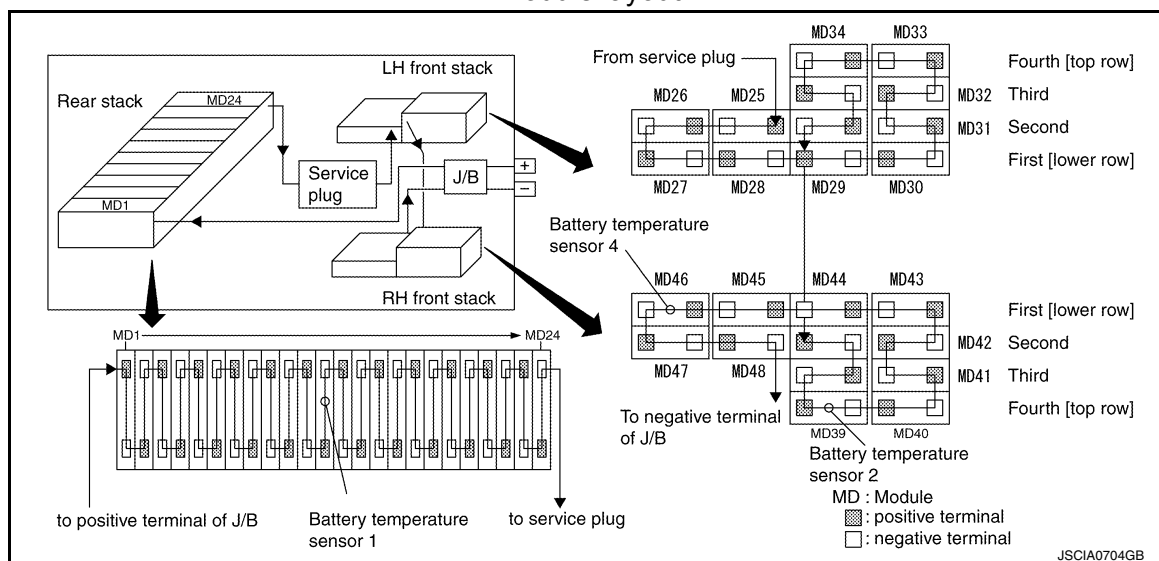 LH front stack
Rear stack
MD24
Service
plug
J/B
+
−
MD1
RH front stack
MD1
MD24
to positive terminal of J/B
Battery temperature
sensor 1
to service plug
From service plug
MD34
MD33
Fourth [top row]
MD26
MD25
MD32
Third
MD31
Second
First [lower row]
MD27
MD28
MD29
MD30
Battery temperature
sensor 4
MD46
MD45
MD44
MD43
First [lower row]
MD42
Second
MD47
MD48
MD41
Third
To negative terminal
of J/B
Fourth [top row]
MD39
MD40
Battery temperature
sensor 2
MD : Module
: positive terminal
: negative terminal
JSCIA0704GB